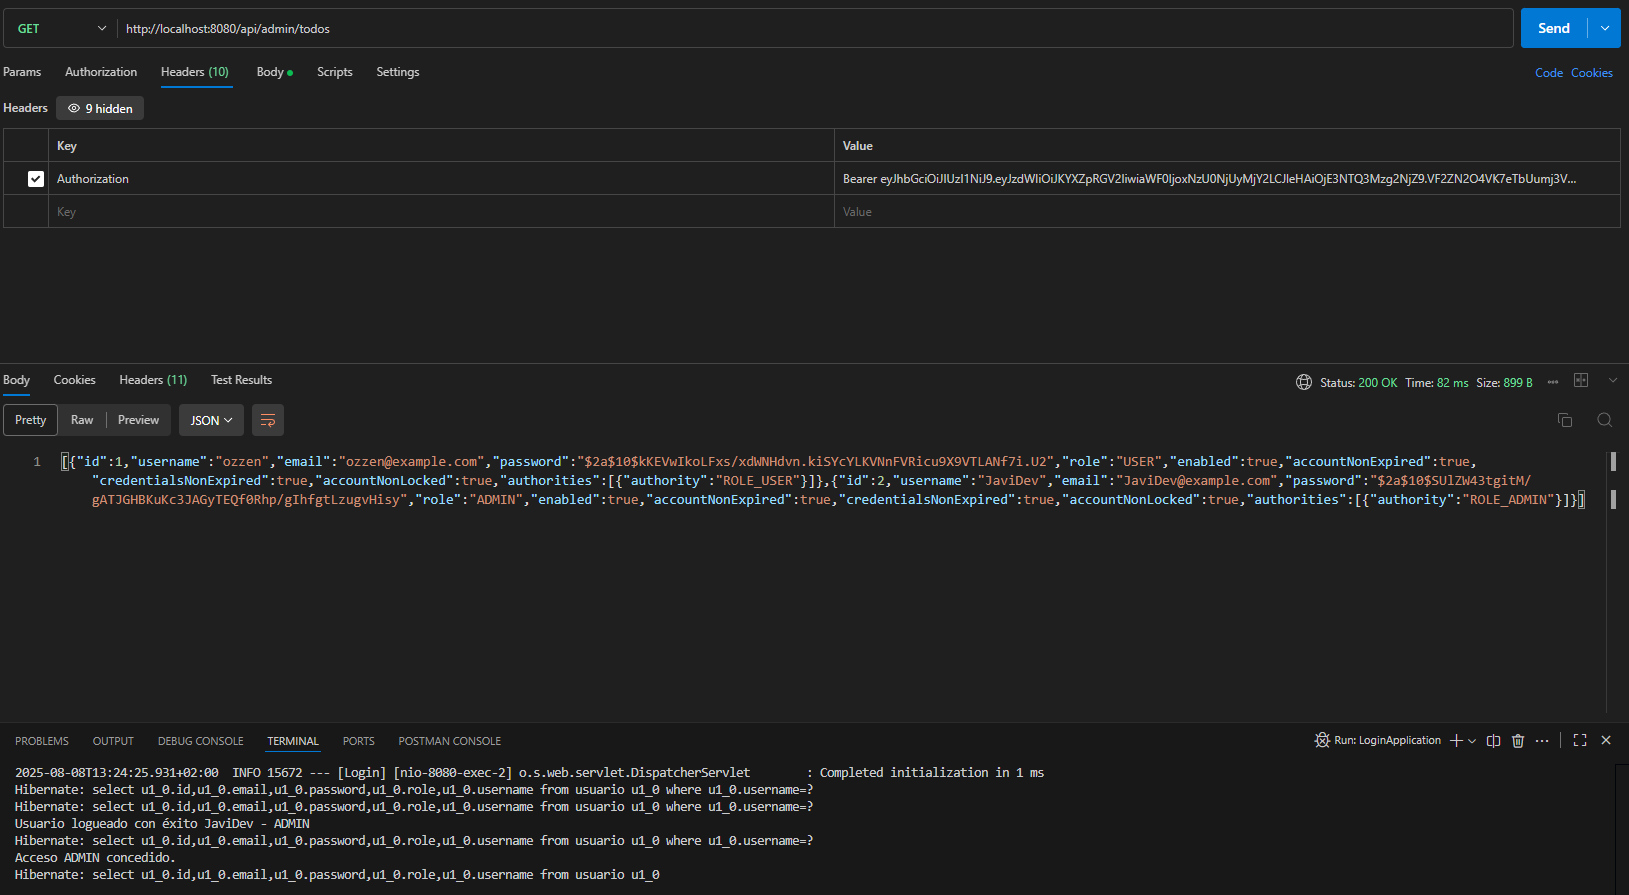 GET http://localhost:8080/api/admin/todos Send
Params Authorization Headers (10) Body Scripts Settings Code Cookies
Headers 9 hidden
Key Value
Authorization Bearer eyJhbGciOiJIUzI1NiJ9.eyJzdWIiOiJKYXZpRGV2IiwiaWF0IjoxNzU0NjUyMjY2LCJleHAiOjE3NTQ3Mzg2NjZ9.VF2ZN2O4VK7eTbUumj3V...
Key Value
Body Cookies Headers (11) Test Results Status: 200 OK Time: 82 ms Size: 899 B
Pretty Raw Preview JSON
1 [{"id":1,"username":"ozzen","email":"ozzen@example.com","password":"$2a$10$kKEVwIkoLFxs/xdWNHdvn.kiSYcYLKVNnFVRicu9X9VTLANf7i.U2","role":"USER","enabled":true,"accountNonExpired":true,
"credentialsNonExpired":true,"accountNonLocked":true,"authorities":[{"authority":"ROLE_USER"}]},{"id":2,"username":"JaviDev","email":"JaviDev@example.com","password":"$2a$10$SUlZW43tgitM/
gATJGHBKuKc3JAGyTEQf0Rhp/gIhfgtLzugvHisy","role":"ADMIN","enabled":true,"accountNonExpired":true,"credentialsNonExpired":true,"accountNonLocked":true,"authorities":[{"authority":"ROLE_ADMIN"}]}]
PROBLEMS OUTPUT DEBUG CONSOLE TERMINAL PORTS POSTMAN CONSOLE Run: LoginApplication
2025-08-08T13:24:25.931+02:00  INFO 15672 --- [Login] [nio-8080-exec-2] o.s.web.servlet.DispatcherServlet        : Completed initialization in 1 ms
Hibernate: select u1_0.id,u1_0.email,u1_0.password,u1_0.role,u1_0.username from usuario u1_0 where u1_0.username=?
Hibernate: select u1_0.id,u1_0.email,u1_0.password,u1_0.role,u1_0.username from usuario u1_0 where u1_0.username=?
Usuario logueado con éxito JaviDev - ADMIN
Hibernate: select u1_0.id,u1_0.email,u1_0.password,u1_0.role,u1_0.username from usuario u1_0 where u1_0.username=?
Acceso ADMIN concedido.
Hibernate: select u1_0.id,u1_0.email,u1_0.password,u1_0.role,u1_0.username from usuario u1_0